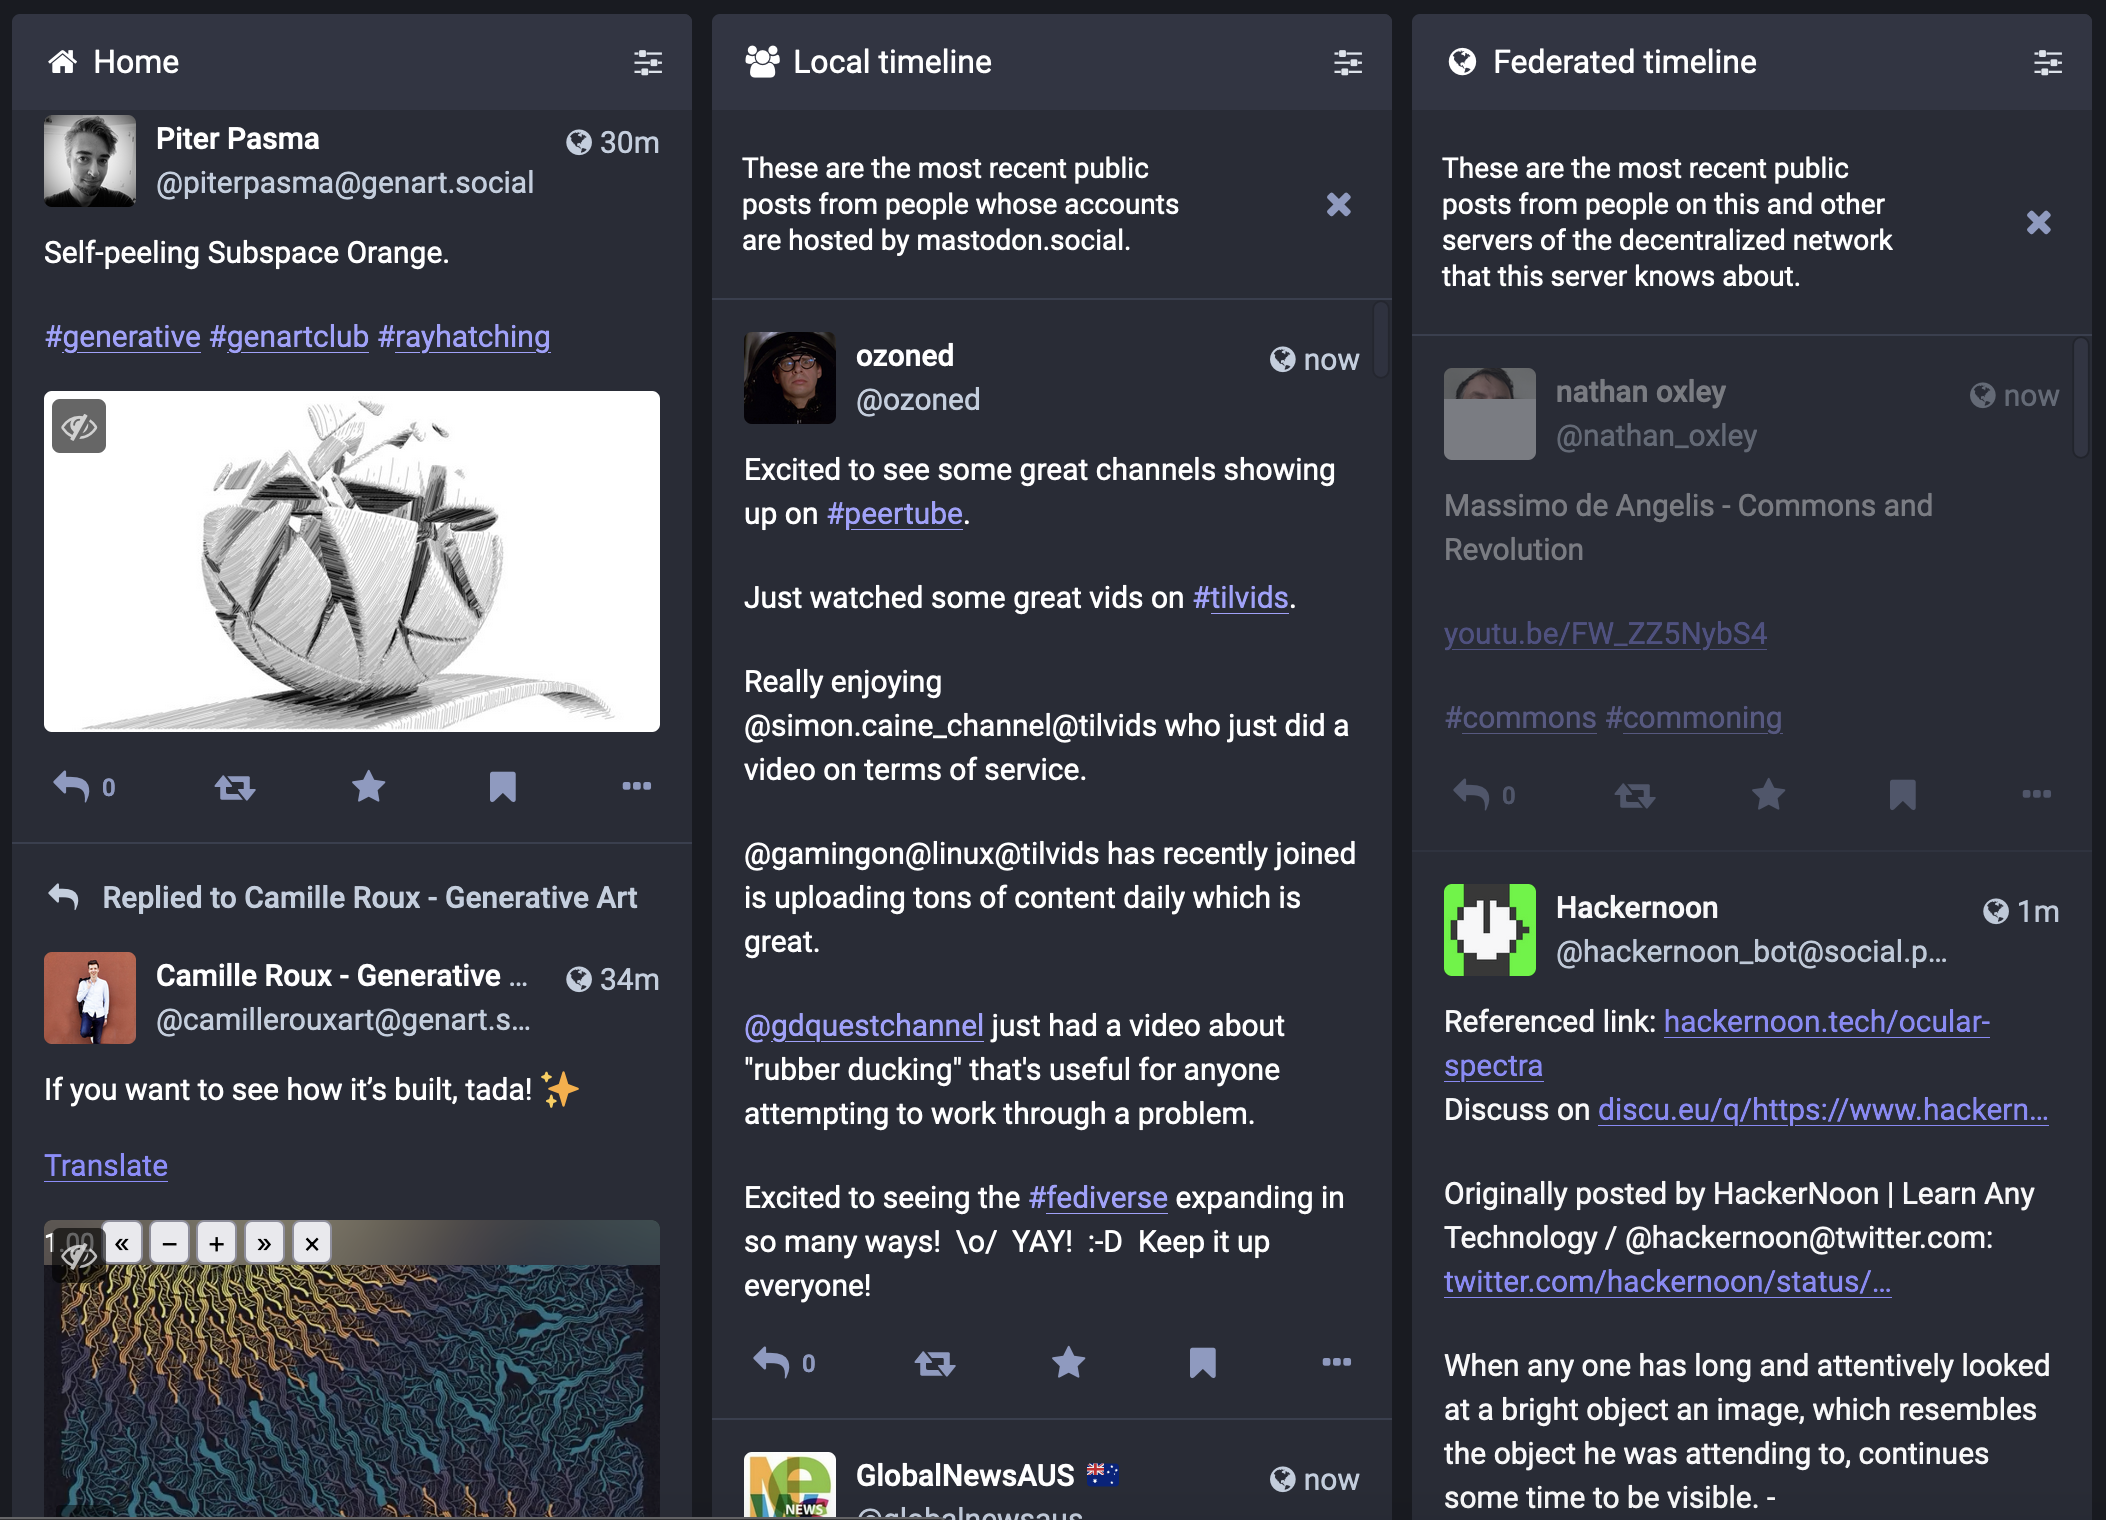 Home
Piter Pasma
30m
@piterpasma@genart.social
Self-peeling Subspace Orange.
#generative #genartclub #rayhatching
0
Replied to Camille Roux - Generative Art
Camille Roux - Generative ...
34m
@camillerouxart@genart.s...
If you want to see how it’s built, tada! ✨
Translate
1.00 « − + » ×
Local timeline
These are the most recent public
posts from people whose accounts
are hosted by mastodon.social.
ozoned
now
@ozoned
Excited to see some great channels showing
up on #peertube.
Just watched some great vids on #tilvids.
Really enjoying
@simon.caine_channel@tilvids who just did a
video on terms of service.
@gamingon@linux@tilvids has recently joined
is uploading tons of content daily which is
great.
@gdquestchannel just had a video about
"rubber ducking" that's useful for anyone
attempting to work through a problem.
Excited to seeing the #fediverse expanding in
so many ways!  \o/  YAY!  :-D  Keep it up
everyone!
0
NEWS
GlobalNewsAUS 🇦🇺
now
@globalnewsaus
Federated timeline
These are the most recent public
posts from people on this and other
servers of the decentralized network
that this server knows about.
nathan oxley
now
@nathan_oxley
Massimo de Angelis - Commons and
Revolution
youtu.be/FW_ZZ5NybS4
#commons #commoning
0
Hackernoon
1m
@hackernoon_bot@social.p...
Referenced link: hackernoon.tech/ocular-
spectra
Discuss on discu.eu/q/https://www.hackern...
Originally posted by HackerNoon | Learn Any
Technology / @hackernoon@twitter.com:
twitter.com/hackernoon/status/...
When any one has long and attentively looked
at a bright object an image, which resembles
the object he was attending to, continues
some time to be visible. -